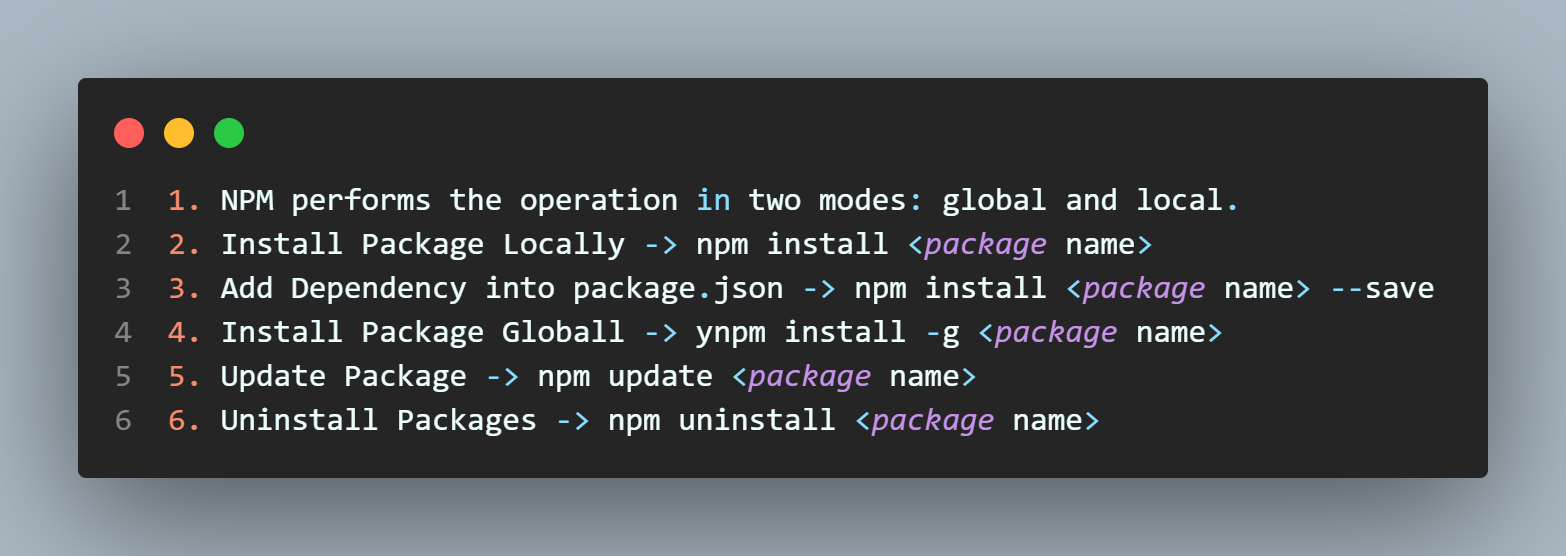 1 1. NPM performs the operation in two modes: global and local.
2 2. Install Package Locally -> npm install <package name>
3 3. Add Dependency into package.json -> npm install <package name> --save
4 4. Install Package Globall -> ynpm install -g <package name>
5 5. Update Package -> npm update <package name>
6 6. Uninstall Packages -> npm uninstall <package name>